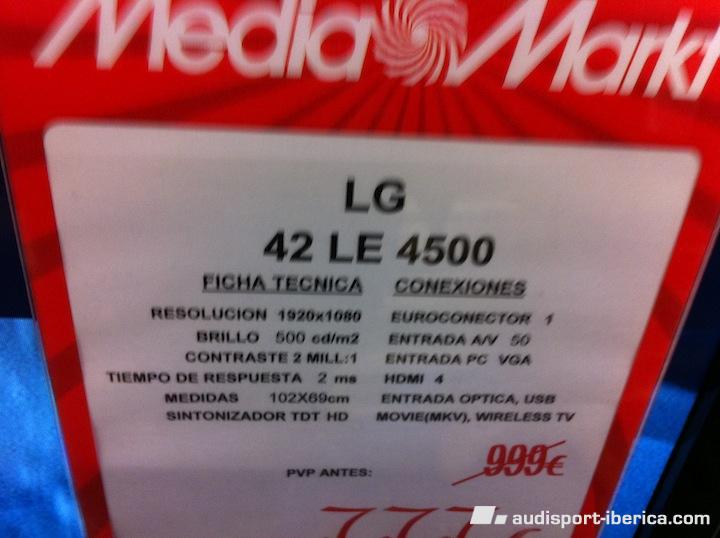 Media Markt
LG
42 LE 4500
FICHA TECNICA CONEXIONES
RESOLUCION 1920x1080 EUROCONECTOR 1
BRILLO 500 cd/m2 ENTRADA A/V 50
CONTRASTE 2 MILL:1 ENTRADA PC VGA
TIEMPO DE RESPUESTA 2 ms HDMI 4
MEDIDAS 102X69cm ENTRADA OPTICA, USB
SINTONIZADOR TDT HD MOVIE(MKV), WIRELESS TV
PVP ANTES: 999€
audisport-iberica.com